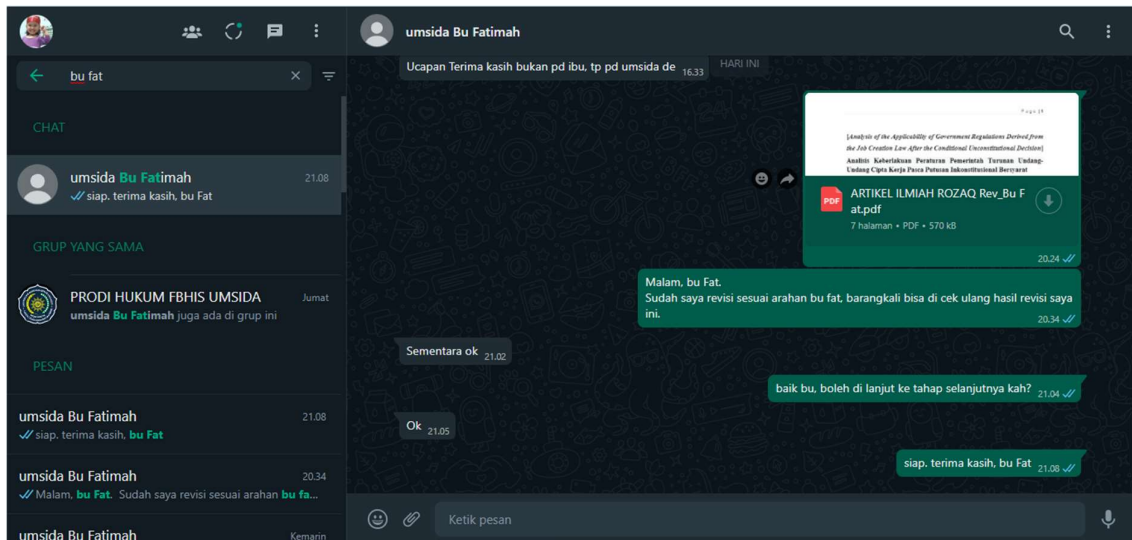 bu fat
CHAT
umsida Bu Fatimah
21.08
siap. terima kasih, bu Fat
GRUP YANG SAMA
PRODI HUKUM FBHIS UMSIDA
Jumat
umsida Bu Fatimah juga ada di grup ini
PESAN
umsida Bu Fatimah
21.08
siap. terima kasih, bu Fat
umsida Bu Fatimah
20.34
Malam, bu Fat. Sudah saya revisi sesuai arahan bu fa...
umsida Bu Fatimah
Kemarin
umsida Bu Fatimah
Ucapan Terima kasih bukan pd ibu, tp pd umsida de 16.33
HARI INI
Page | 1
[Analysis of the Applicability of Government Regulations Derived from
the Job Creation Law After the Conditional Unconstitutional Decision]
Analisis Keberlakuan Peraturan Pemerintah Turunan Undang-
Undang Cipta Kerja Pasca Putusan Inkonstitusional Bersyarat
PDF
ARTIKEL ILMIAH ROZAQ Rev_Bu F
at.pdf
7 halaman • PDF • 570 kB
20.24
Malam, bu Fat.
Sudah saya revisi sesuai arahan bu fat, barangkali bisa di cek ulang hasil revisi saya
ini.
20.34
Sementara ok 21.02
baik bu, boleh di lanjut ke tahap selanjutnya kah? 21.04
Ok 21.05
siap. terima kasih, bu Fat 21.08
Ketik pesan